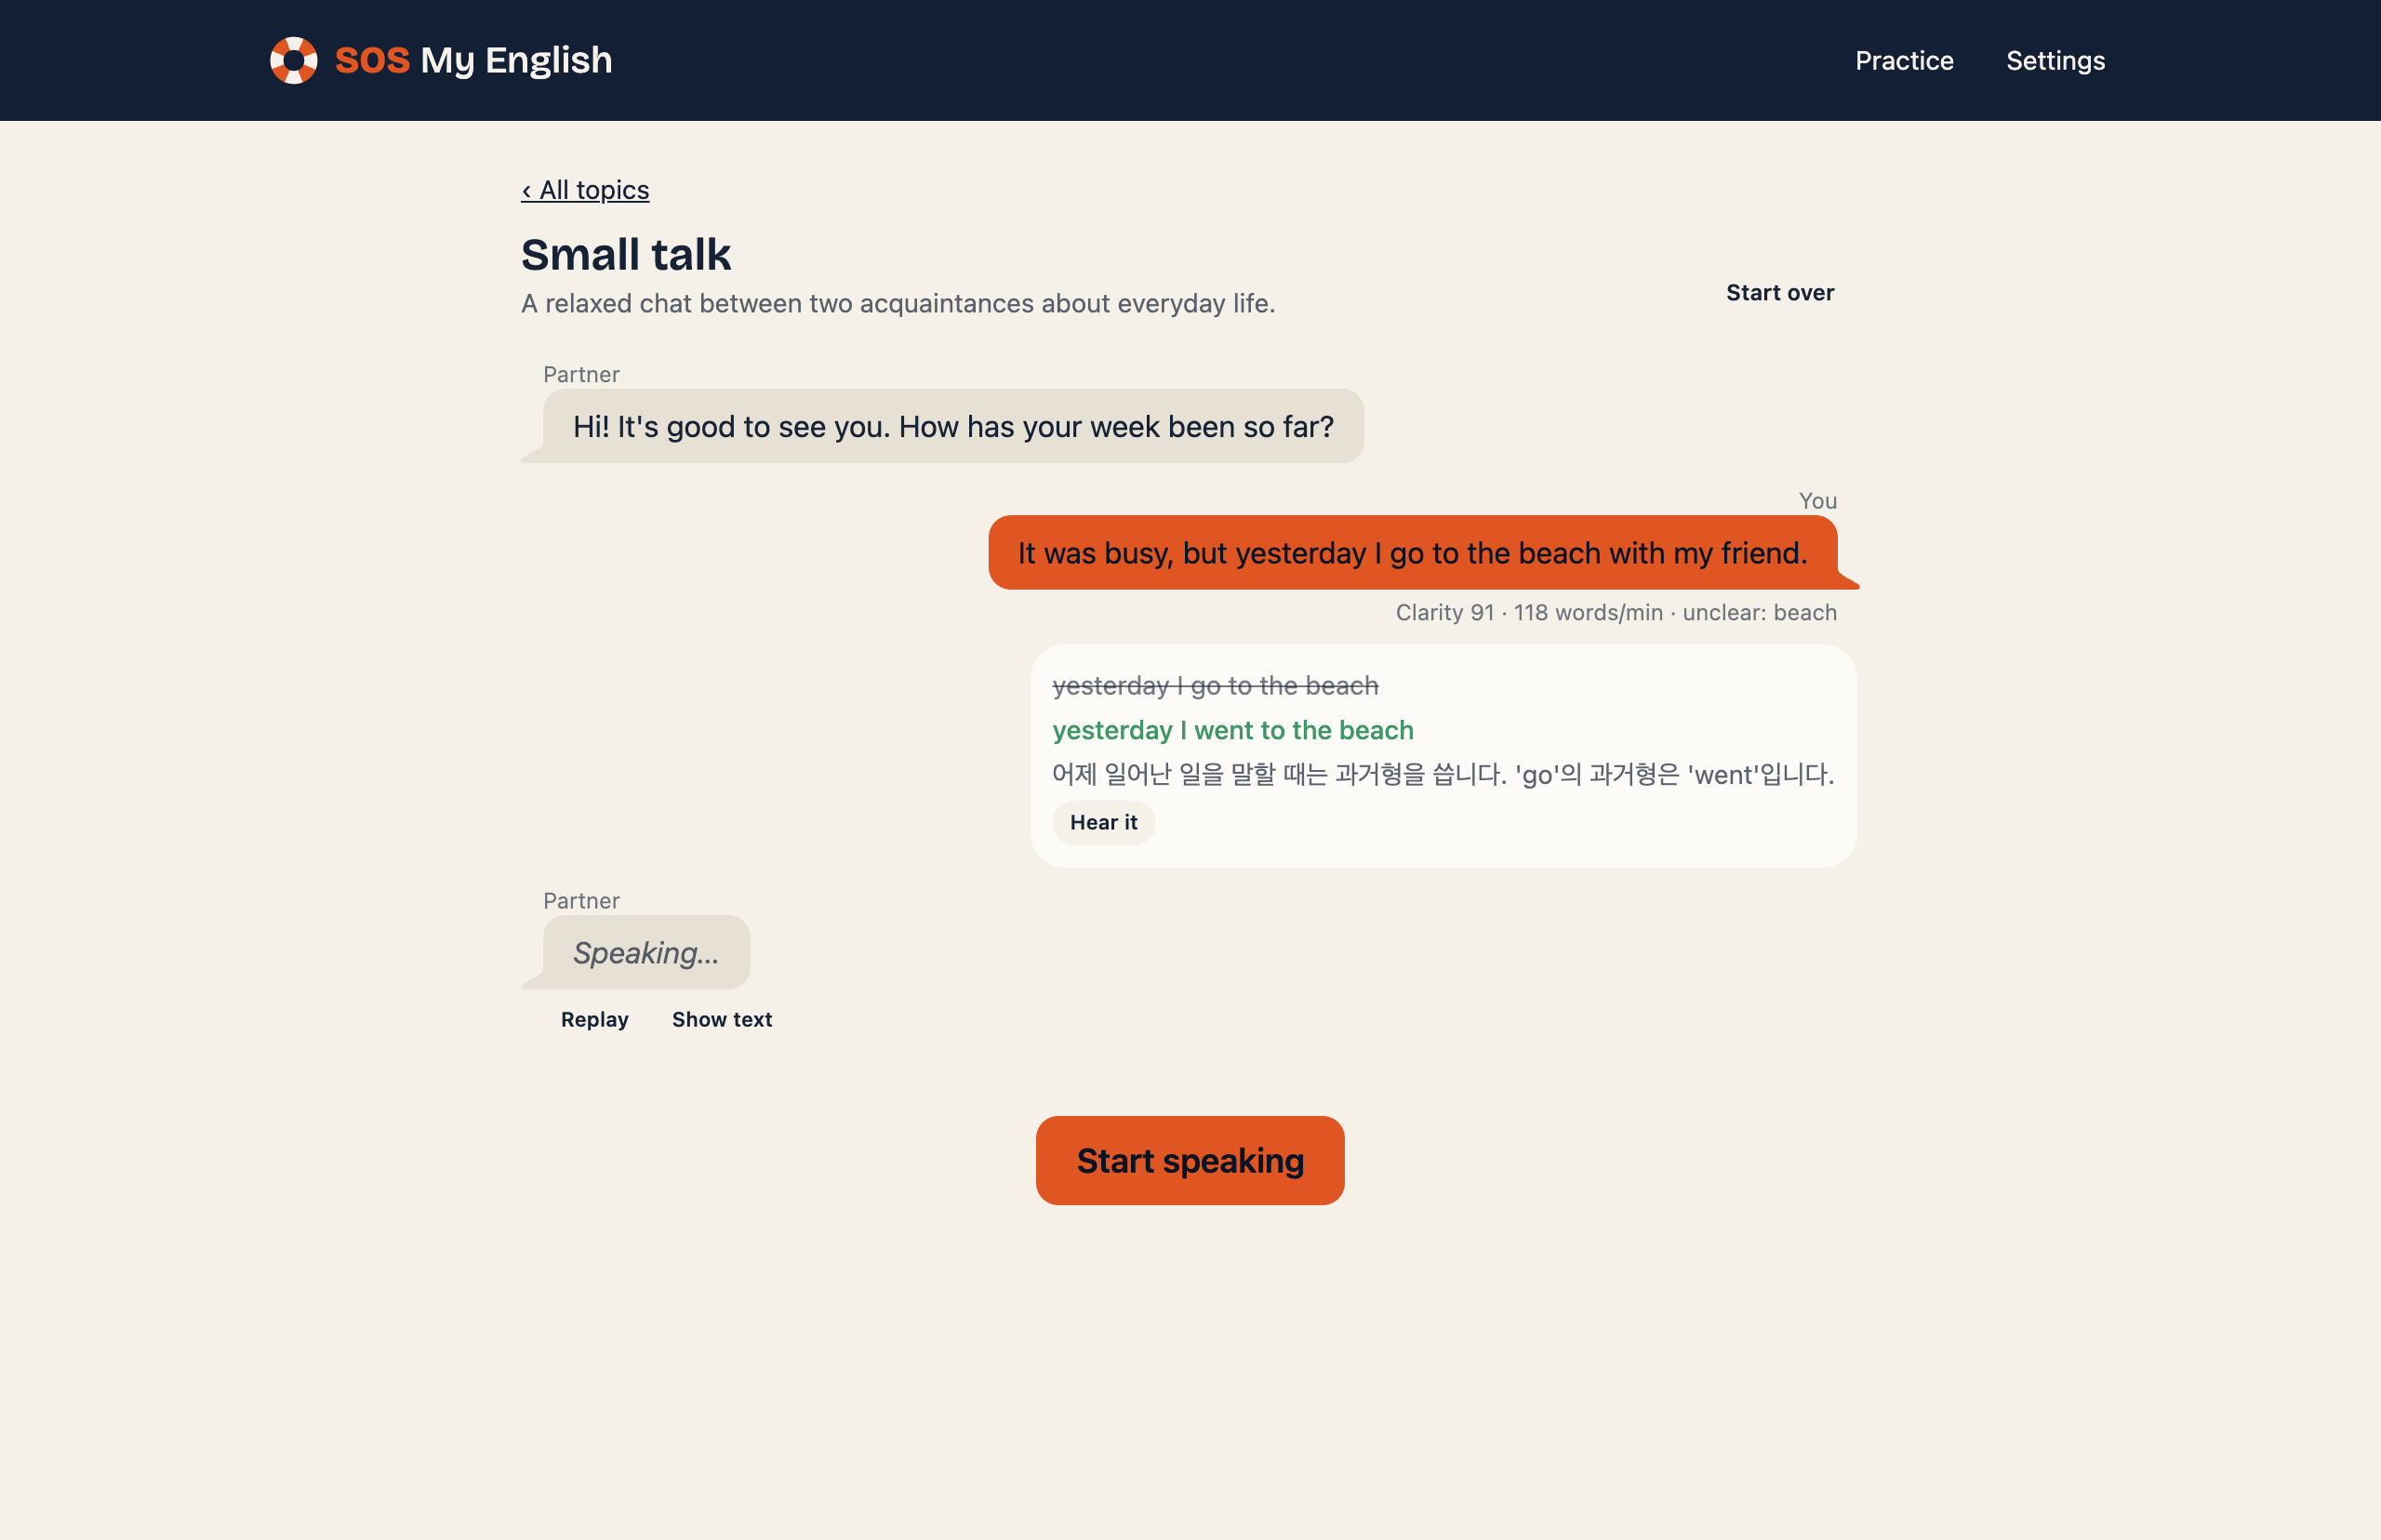 SOS My English
Practice
Settings
‹ All topics
Small talk
A relaxed chat between two acquaintances about everyday life.
Start over
Partner
Hi! It's good to see you. How has your week been so far?
You
It was busy, but yesterday I go to the beach with my friend.
Clarity 91 · 118 words/min · unclear: beach
yesterday I go to the beach
yesterday I went to the beach
어제 일어난 일을 말할 때는 과거형을 씁니다. 'go'의 과거형은 'went'입니다.
Hear it
Partner
Speaking...
Replay
Show text
Start speaking